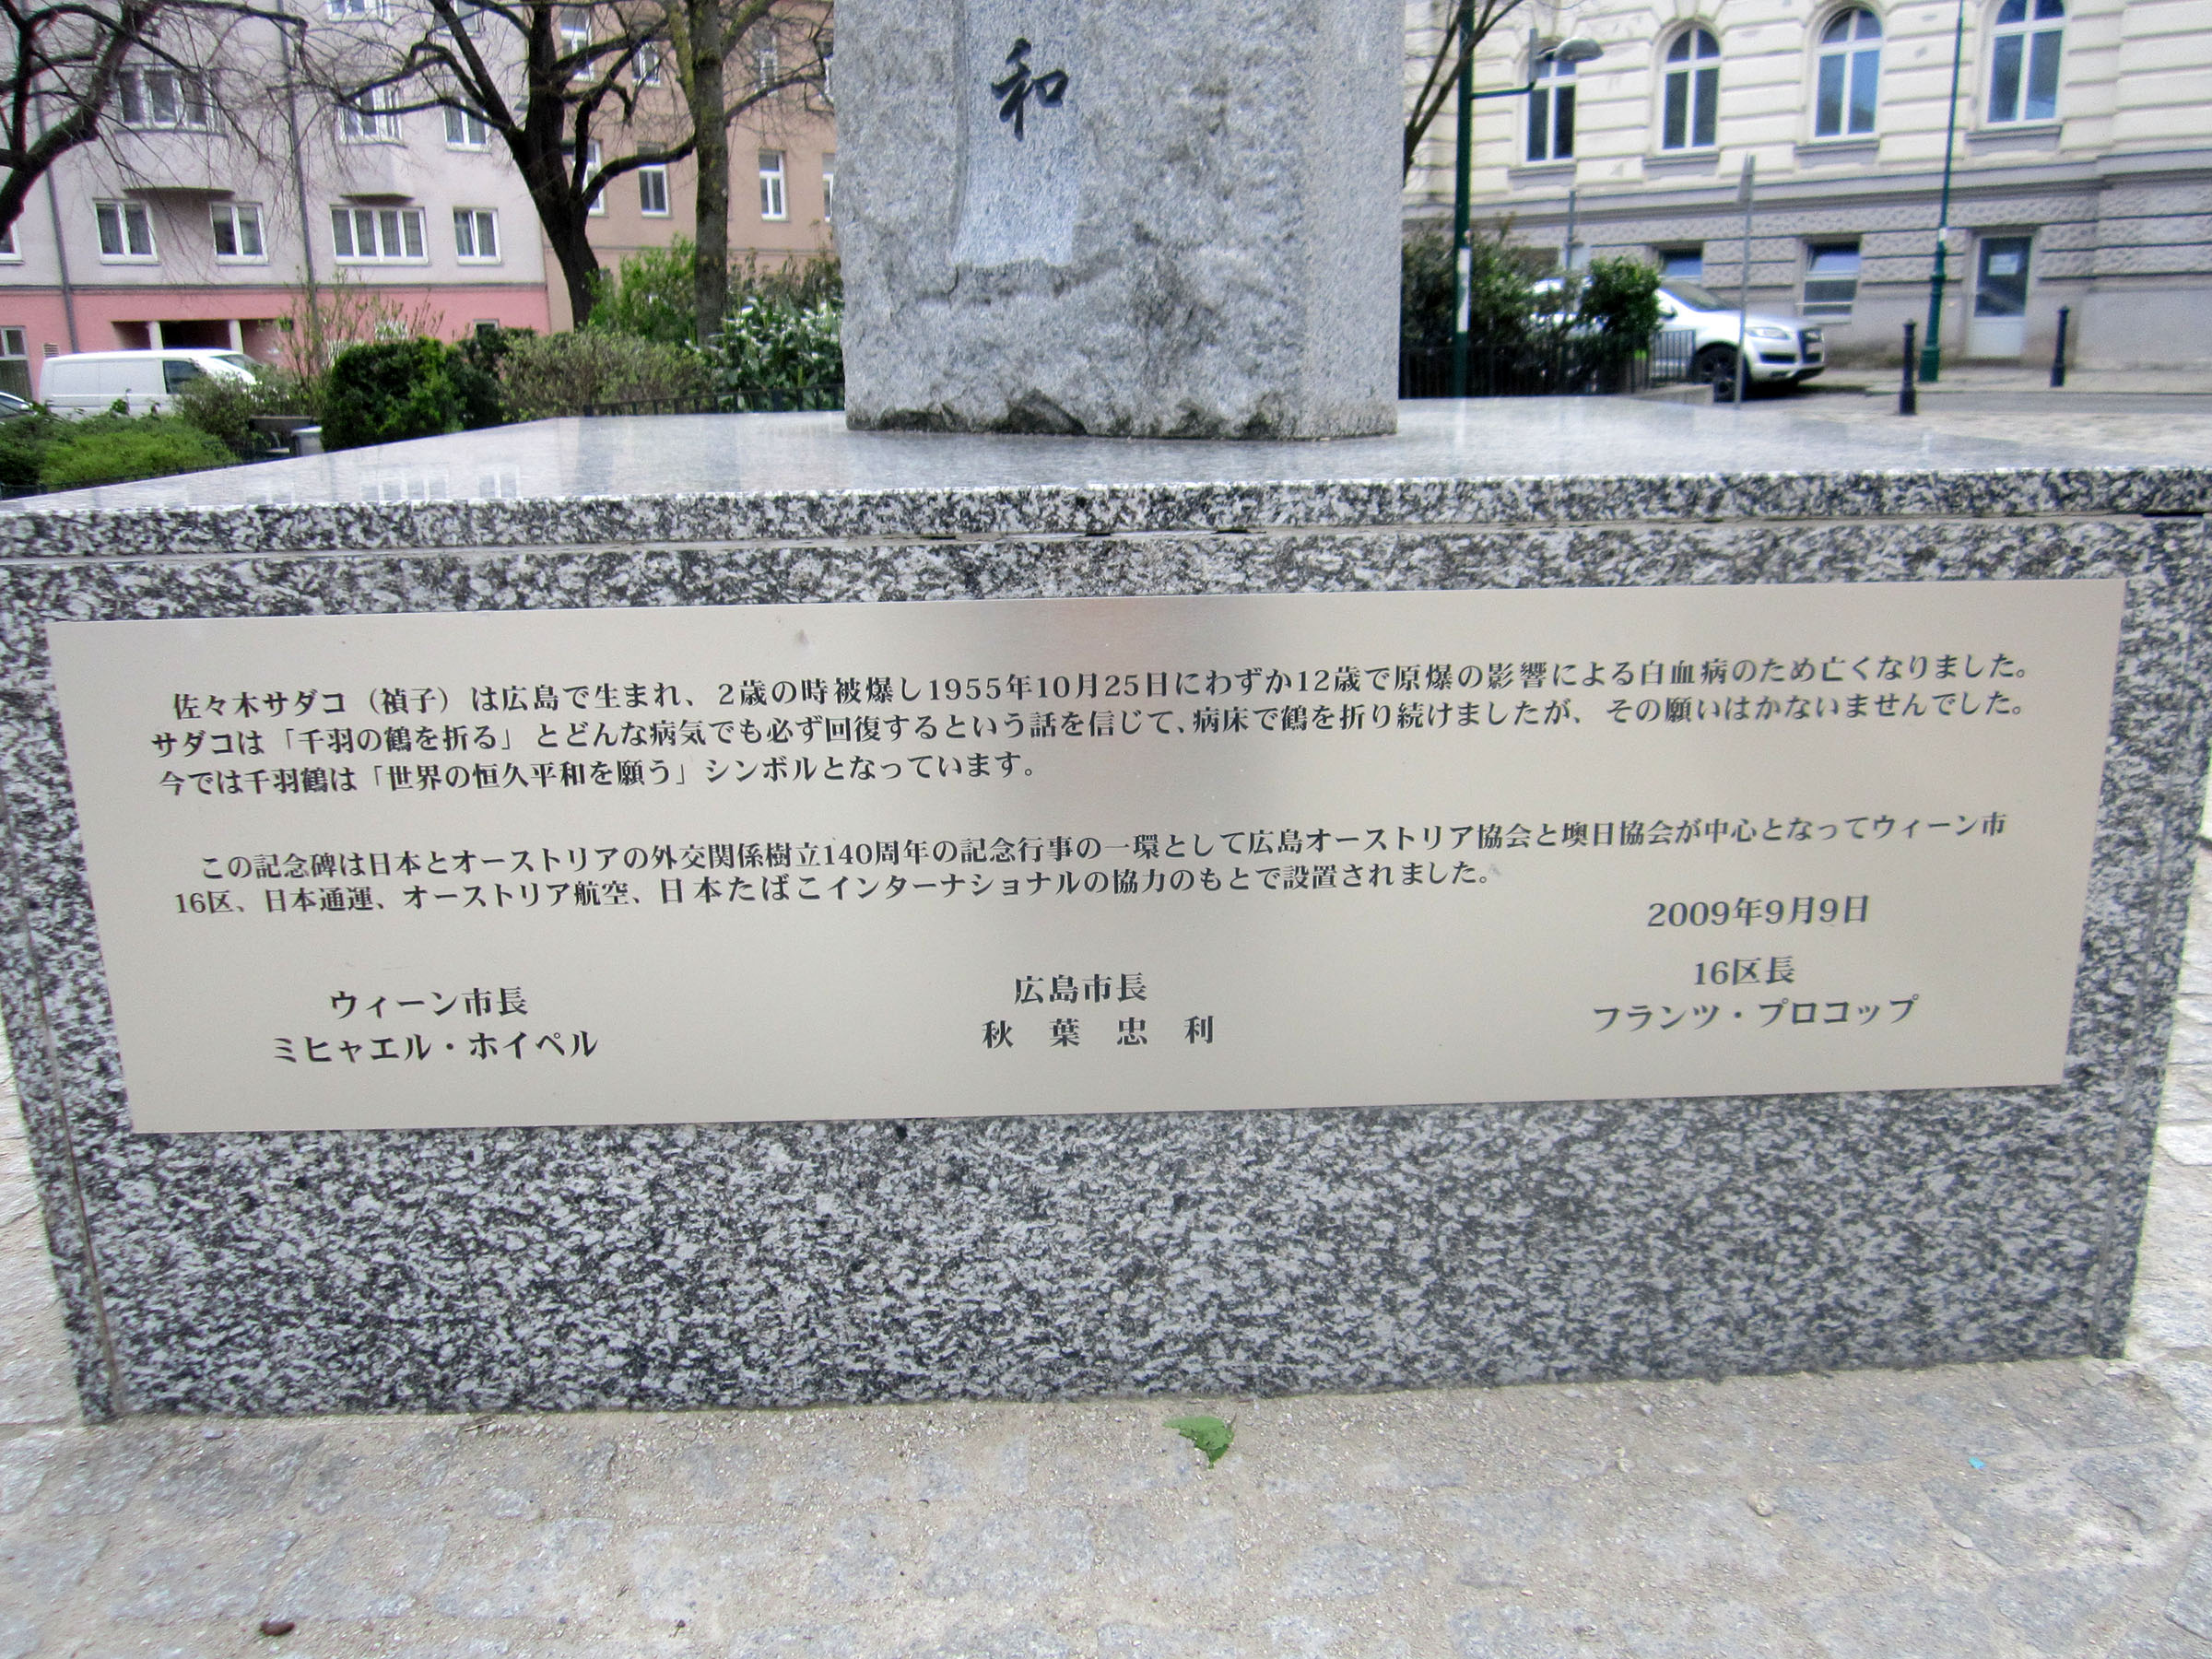 和
佐々木サダコ（禎子）は広島で生まれ、2歳の時被爆し1955年10月25日にわずか12歳で原爆の影響による白血病のため亡くなりました。
サダコは「千羽の鶴を折る」とどんな病気でも必ず回復するという話を信じて、病床で鶴を折り続けましたが、その願いはかないませんでした。
今では千羽鶴は「世界の恒久平和を願う」シンボルとなっています。
この記念碑は日本とオーストリアの外交関係樹立140周年の記念行事の一環として広島オーストリア協会と墺日協会が中心となってウィーン市
16区、日本通運、オーストリア航空、日本たばこインターナショナルの協力のもとで設置されました。
2009年9月9日
ウィーン市長
ミヒャエル・ホイペル
広島市長
秋葉忠利
16区長
フランツ・プロコップ